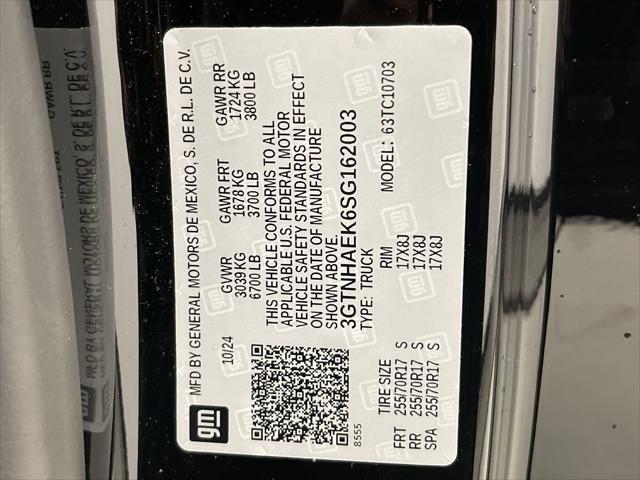 gm
MFD BY GENERAL MOTORS DE MEXICO, S. DE R.L. DE C.V.
10/24
GVWR GAWR FRT GAWR RR
3039 KG 1678 KG 1724 KG
6700 LB 3700 LB 3800 LB
THIS VEHICLE CONFORMS TO ALL
APPLICABLE U.S. FEDERAL MOTOR
VEHICLE SAFETY STANDARDS IN EFFECT
ON THE DATE OF MANUFACTURE
SHOWN ABOVE.
3GTNHAEK6SG162003
TYPE: TRUCK MODEL: 63TC10703
8555
TIRE SIZE RIM
FRT 255/70R17 S 17X8J
RR 255/70R17 S 17X8J
SPA 255/70R17 S 17X8J